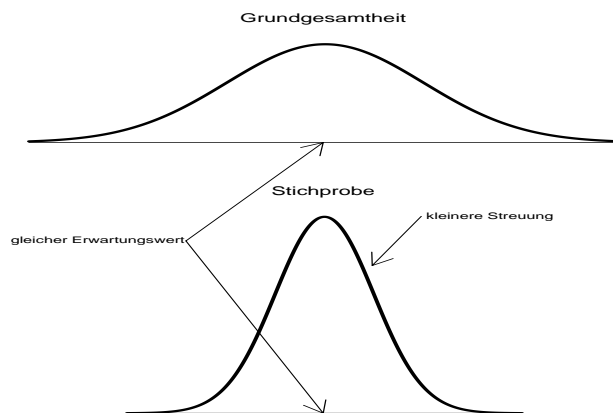 Grundgesamtheit
Stichprobe
kleinere Streuung
gleicher Erwartungswert